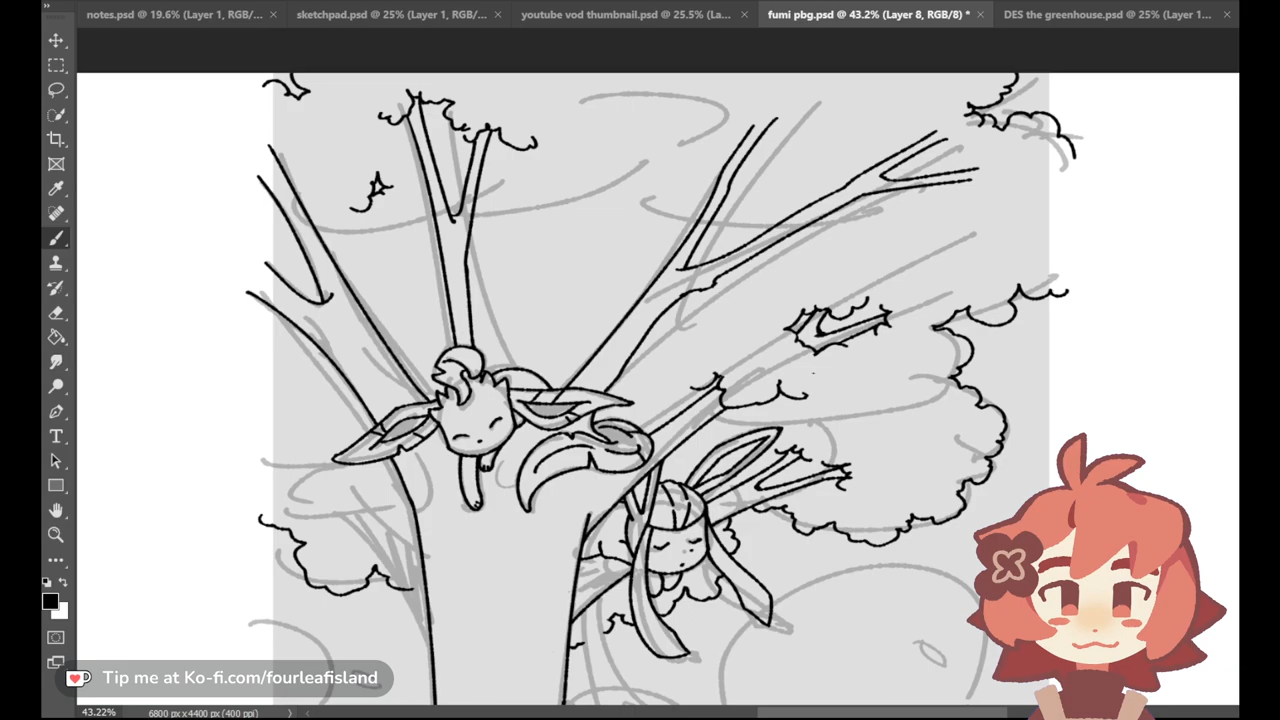 notes.psd @ 19.6% (Layer 1, RGB/...
sketchpad.psd @ 25% (Layer 1, RGB/...
youtube vod thumbnail.psd @ 25.5% (La...
fumi pbg.psd @ 43.2% (Layer 8, RGB/8) *
DES the greenhouse.psd @ 25% (Layer 1...
Tip me at Ko-fi.com/fourleafisland
43.22%
6800 px x 4400 px (400 ppi)